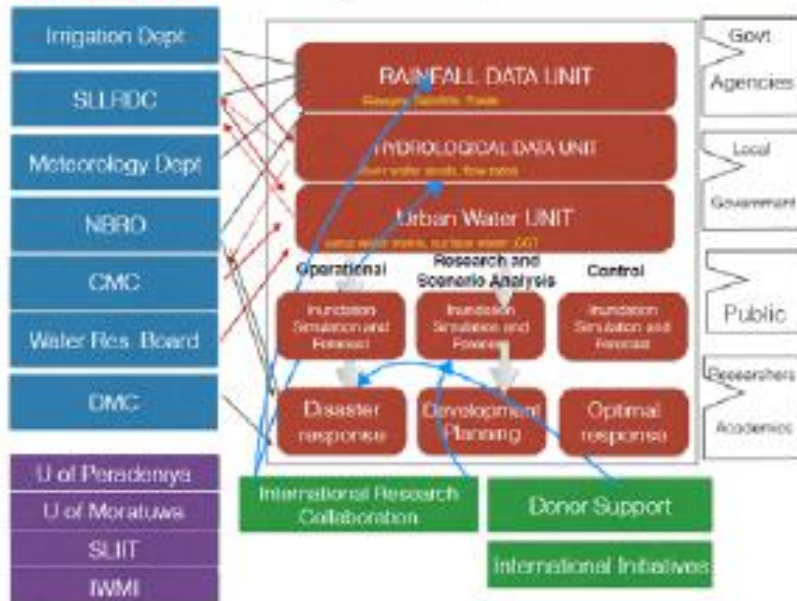 Irrigation Dept
SLLRDC
Meteorology Dept
NBRO
CMC
Water Res. Board
DMC
U of Peradeniya
U of Moratuwa
SLIIT
IWMI
RAINFALL DATA UNIT
HYDROLOGICAL DATA UNIT
Urban Water UNIT
Operational
Research and
Scenario Analysis
Control
Inundation
Simulation and
Forecast
Inundation
Simulation and
Forecast
Inundation
Simulation and
Forecast
Disaster
response
Development
Planning
Optimal
response
International Research
Collaboration
Donor Support
International Initiatives
Govt
Agencies
Local
Government
Public
Researchers
Academics